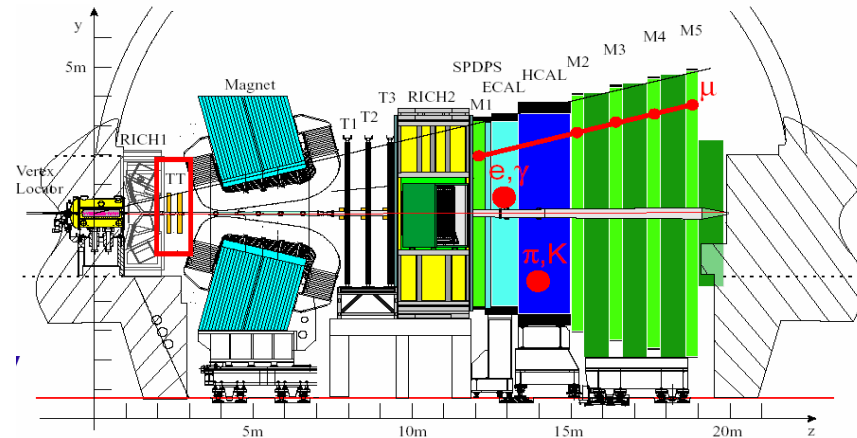 y
5m
Magnet
SPDPS
ECAL
HCAL
M1
M2
M3
M4
M5
μ
T1
T2
T3
RICH2
RICH1
TT
Vertex
Locator
e,γ
π,K
5m
10m
15m
20m
z